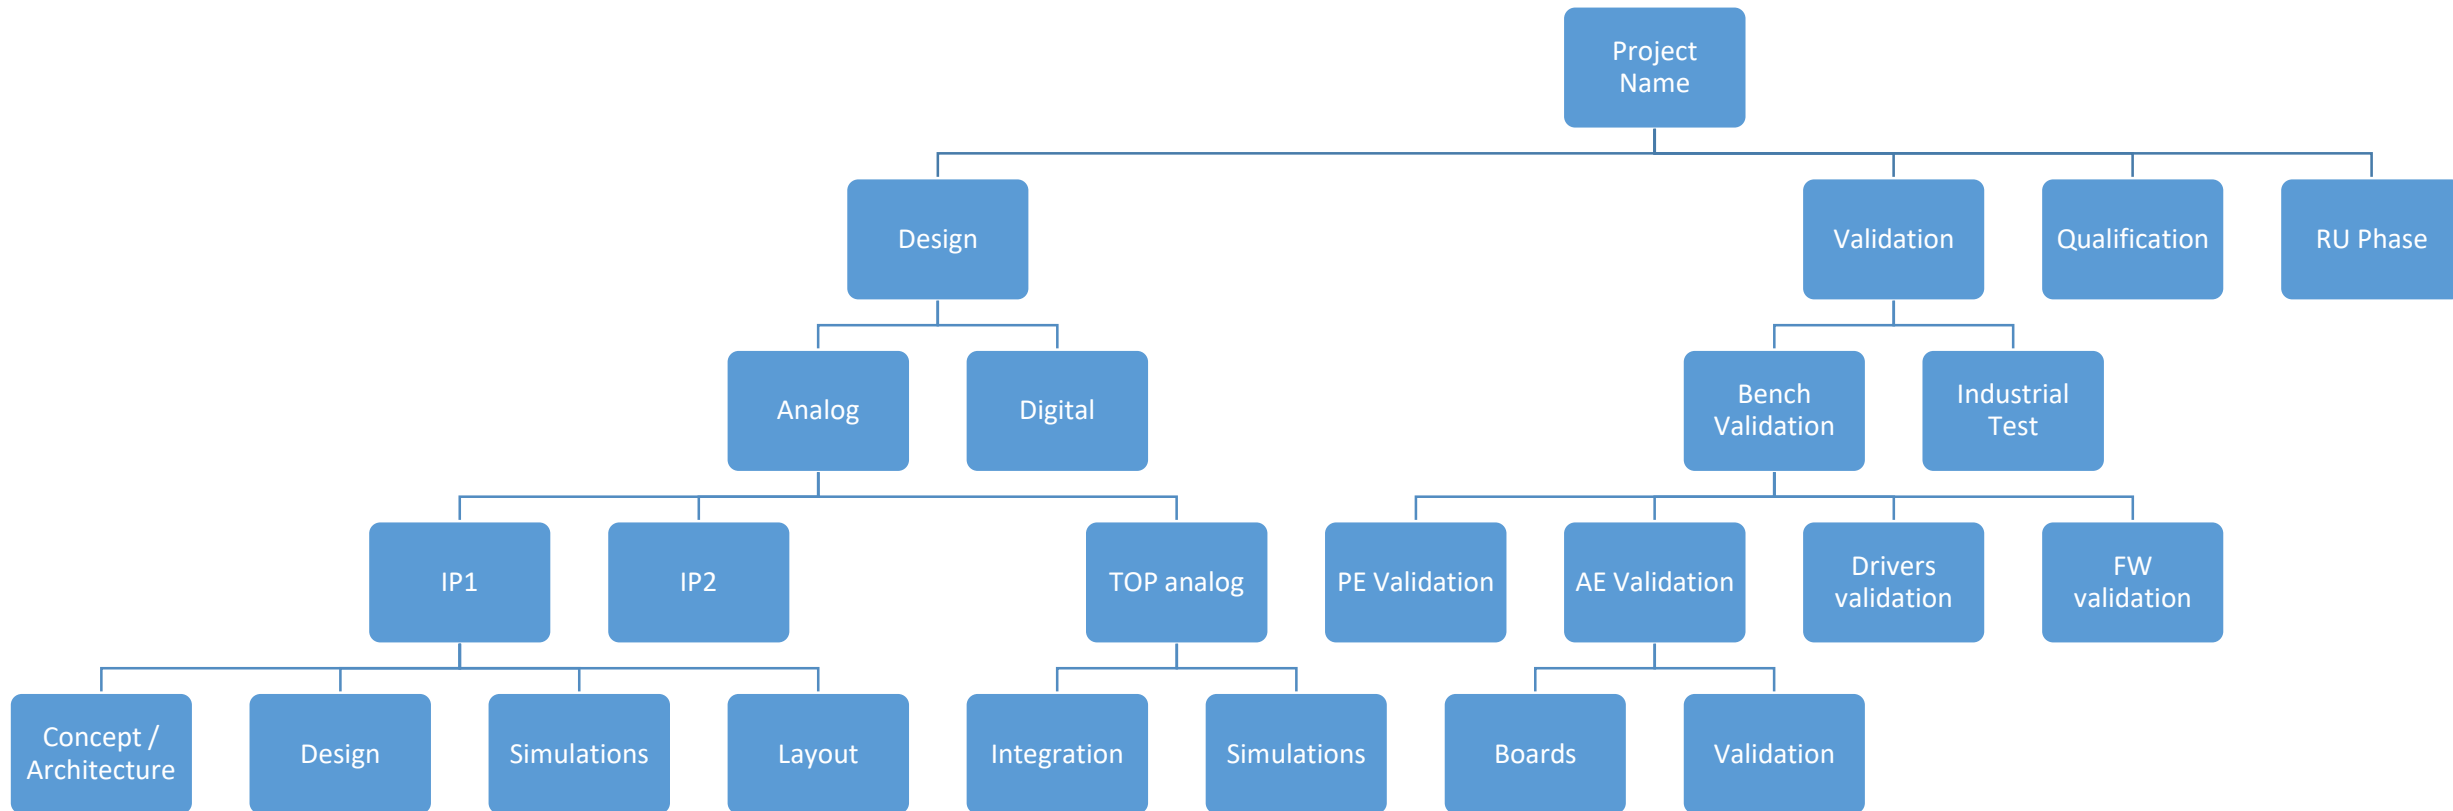 Project
Name
Design
Validation
Qualification
RU Phase
Analog
Digital
Bench
Validation
Industrial
Test
IP1
IP2
TOP analog
PE Validation
AE Validation
Drivers
validation
FW
validation
Concept /
Architecture
Design
Simulations
Layout
Integration
Simulations
Boards
Validation